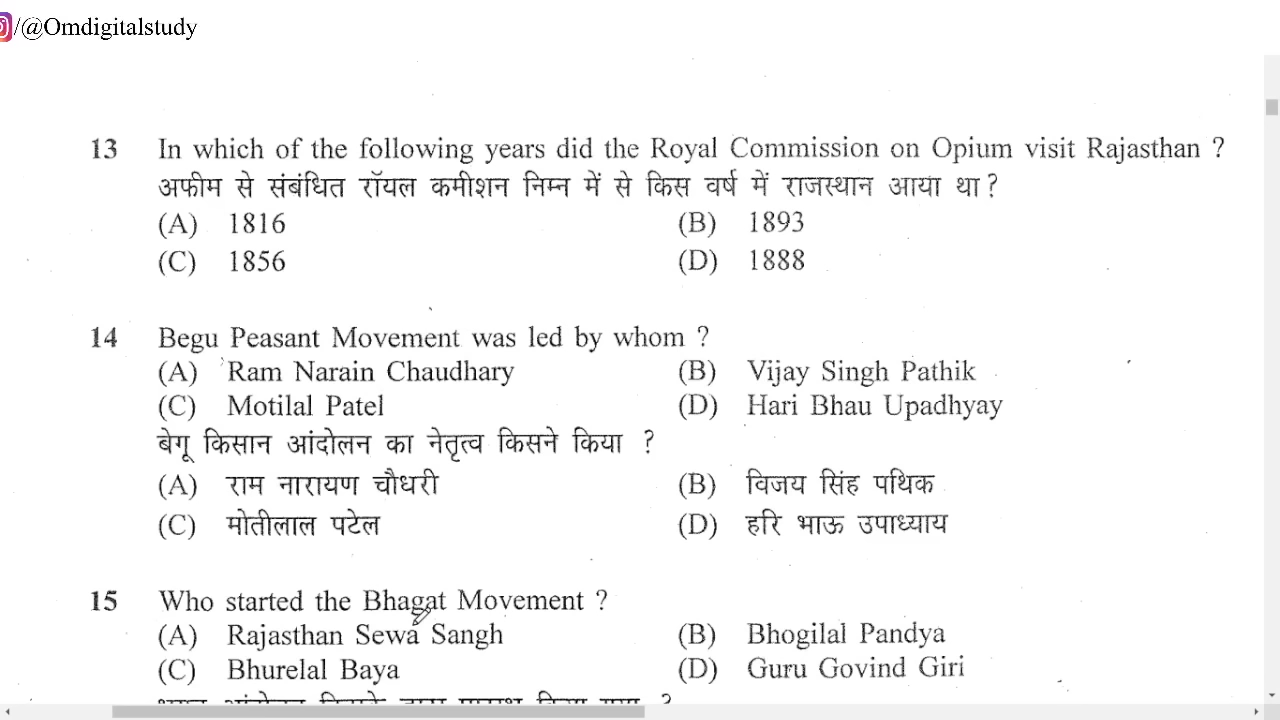 /@Omdigitalstudy
13 In which of the following years did the Royal Commission on Opium visit Rajasthan ?
अफीम से संबंधित रॉयल कमीशन निम्न में से किस वर्ष में राजस्थान आया था ?
(A) 1816 (B) 1893
(C) 1856 (D) 1888
14 Begu Peasant Movement was led by whom ?
(A) Ram Narain Chaudhary (B) Vijay Singh Pathik
(C) Motilal Patel (D) Hari Bhau Upadhyay
बेगू किसान आंदोलन का नेतृत्व किसने किया ?
(A) राम नारायण चौधरी (B) विजय सिंह पथिक
(C) मोतीलाल पटेल (D) हरि भाऊ उपाध्याय
15 Who started the Bhagat Movement ?
(A) Rajasthan Sewa Sangh (B) Bhogilal Pandya
(C) Bhurelal Baya (D) Guru Govind Giri